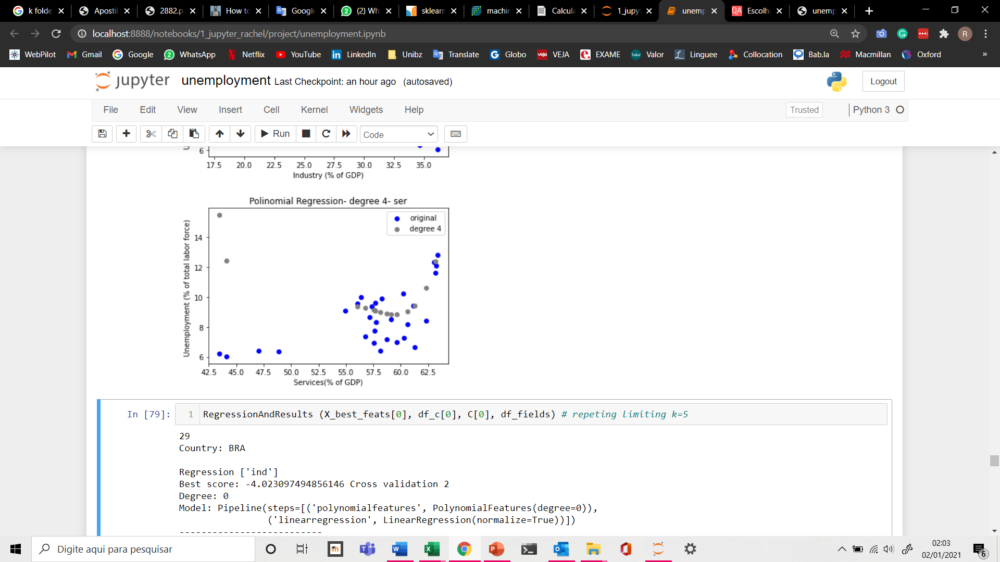 k folde Apostil 2882.p How to Google (2) Wh sklearn machin Calcula 1_jupy unemp Escolh unemp
localhost:8888/notebooks/1_jupyter_rachel/project/unemployment.ipynb
R
WebPilot Gmail Google WhatsApp Netflix YouTube LinkedIn Unibz Translate Globo VEJA EXAME Valor Linguee Collocation Bab.la Macmillan Oxford »
jupyter unemployment Last Checkpoint: an hour ago (autosaved)
Logout
File Edit View Insert Cell Kernel Widgets Help
Trusted
Python 3
Run
Code
6
17.5 20.0 22.5 25.0 27.5 30.0 32.5 35.0
Industry (% of GDP)
Polinomial Regression- degree 4- ser
original
degree 4
Unemployment (% of total labor force)
14
12
10
8
6
42.5 45.0 47.5 50.0 52.5 55.0 57.5 60.0 62.5
Services(% of GDP)
In [79]: 1 RegressionAndResults (X_best_feats[0], df_c[0], C[0], df_fields) # repeting limiting k=5
29
Country: BRA
Regression ['ind']
Best score: -4.023097494856146 Cross validation 2
Degree: 0
Model: Pipeline(steps=[('polynomialfeatures', PolynomialFeatures(degree=0)),
('linearregression', LinearRegression(normalize=True))])
--------------------------
Digite aqui para pesquisar
02:03
02/01/2021
6